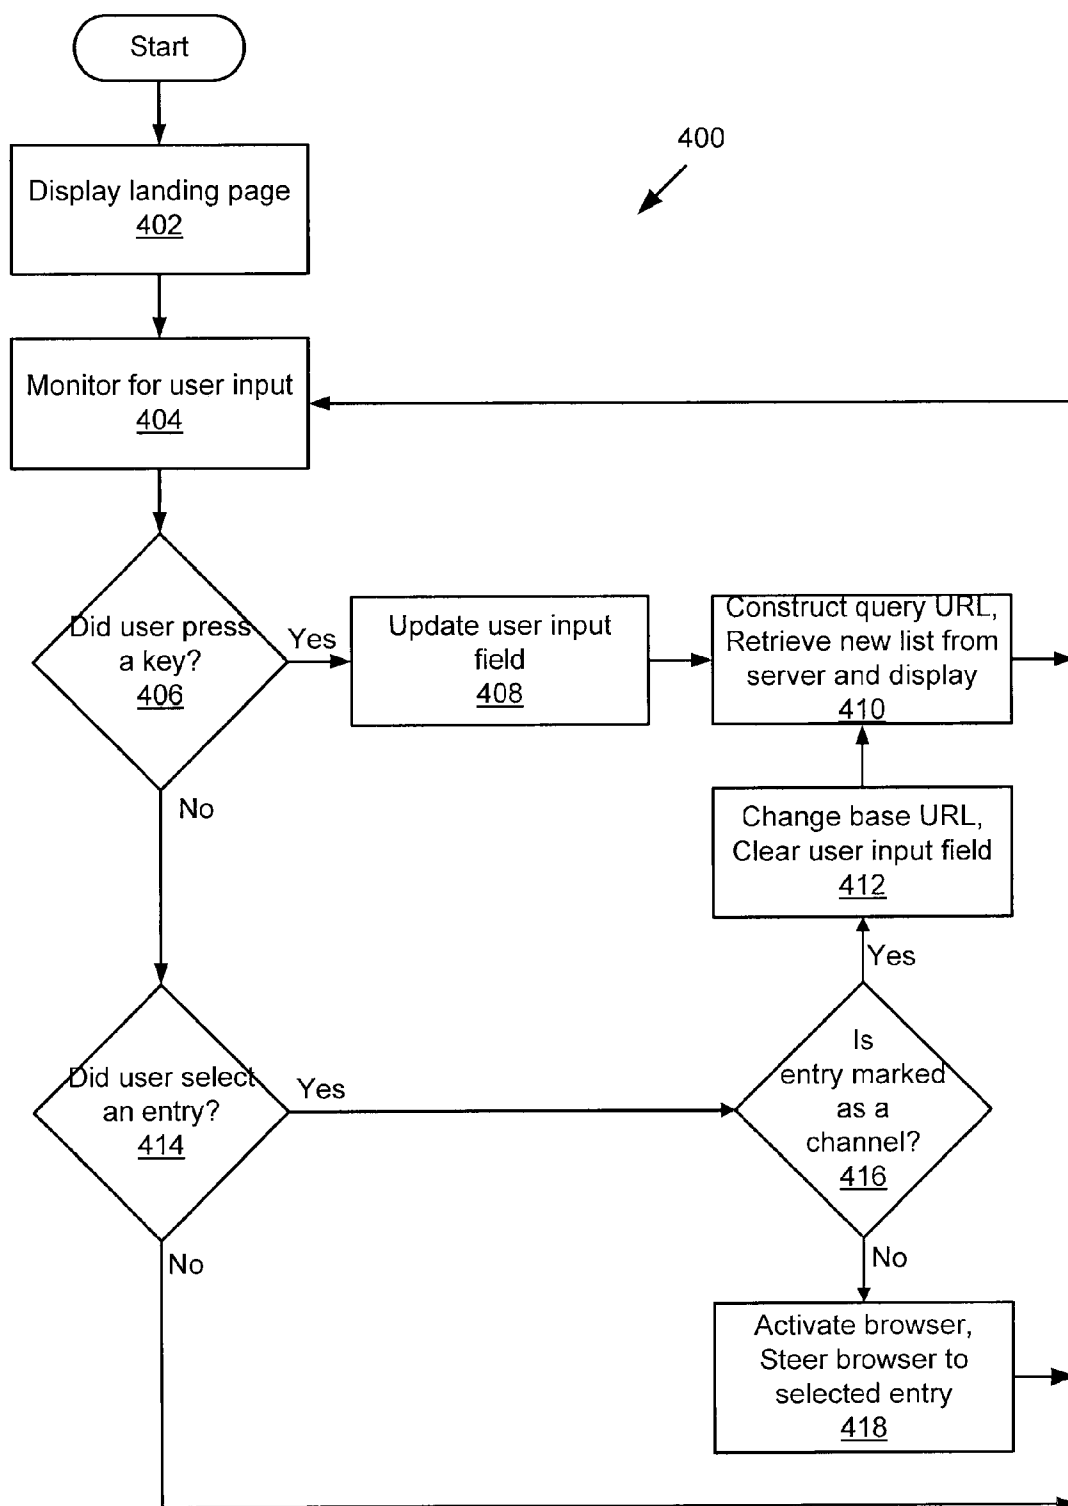 Start
400
Display landing page
402
Monitor for user input
404
Did user press
a key?
406
Yes
Update user input
field
408
Construct query URL,
Retrieve new list from
server and display
410
No
Change base URL,
Clear user input field
412
Yes
Did user select
an entry?
414
Yes
Is
entry marked
as a
channel?
416
No
No
Activate browser,
Steer browser to
selected entry
418